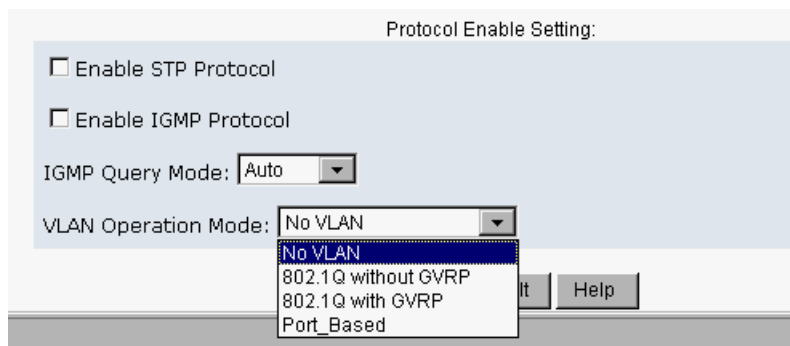 Protocol Enable Setting:
Enable STP Protocol
Enable IGMP Protocol
IGMP Query Mode: Auto
VLAN Operation Mode: No VLAN
No VLAN
802.1Q without GVRP
802.1Q with GVRP
Port_Based
lt Help